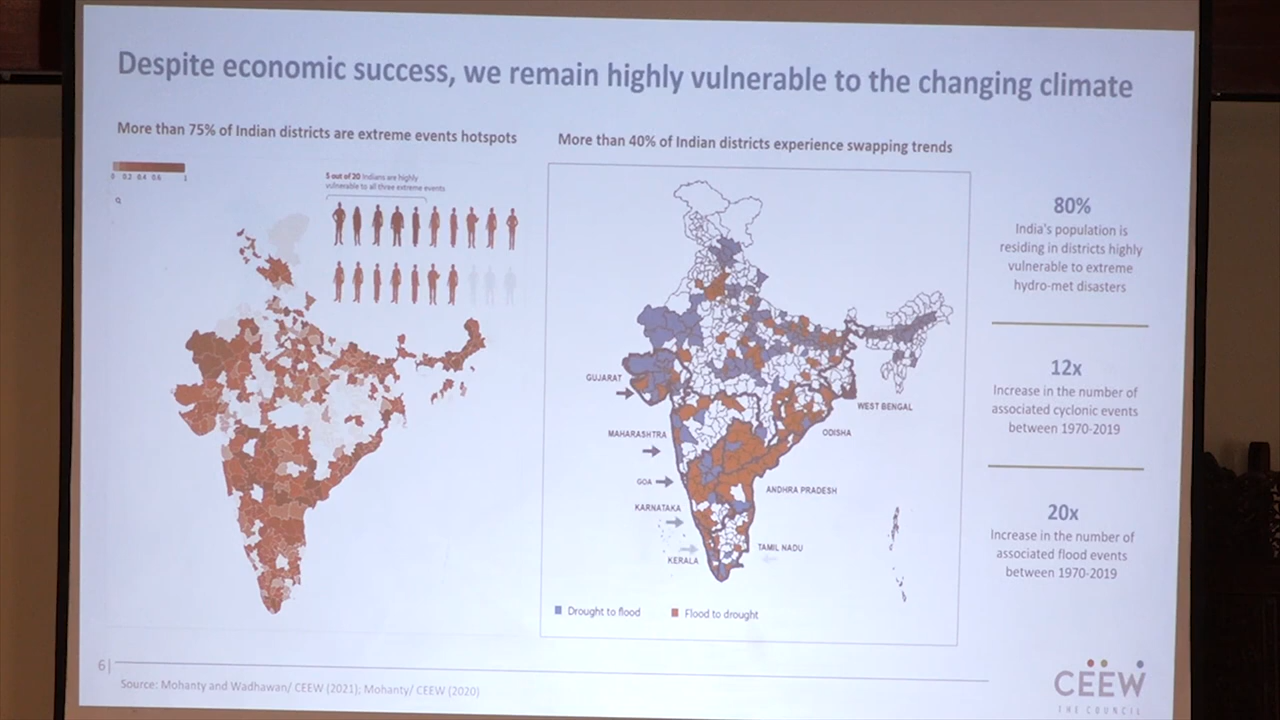 Despite economic success, we remain highly vulnerable to the changing climate
More than 75% of Indian districts are extreme events hotspots
0 0.2 0.4 0.6 1
5 out of 20 Indians are highly
vulnerable to all three extreme events
More than 40% of Indian districts experience swapping trends
GUJARAT
MAHARASHTRA
GOA
KARNATAKA
KERALA
WEST BENGAL
ODISHA
ANDHRA PRADESH
TAMIL NADU
Drought to flood
Flood to drought
80%
India's population is
residing in districts highly
vulnerable to extreme
hydro-met disasters
12x
Increase in the number of
associated cyclonic events
between 1970-2019
20x
Increase in the number of
associated flood events
between 1970-2019
6|
Source: Mohanty and Wadhawan/ CEEW (2021); Mohanty/ CEEW (2020)
CEEW
THE COUNCIL